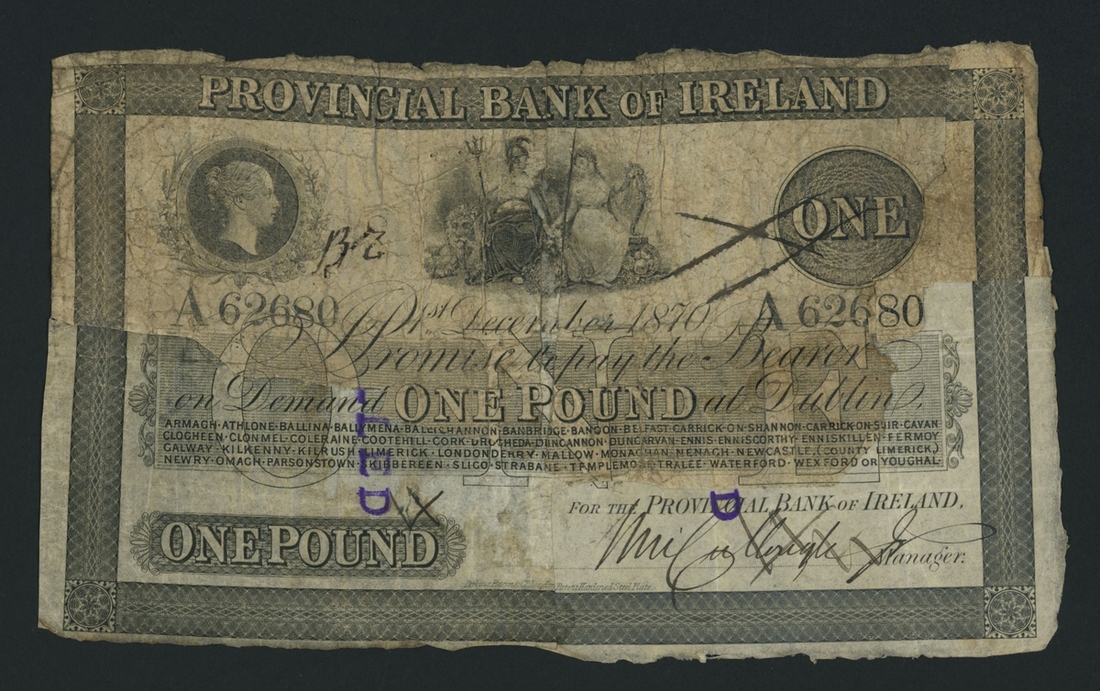 PROVINCIAL BANK OF IRELAND
ONE
A 62680 1st December 1870 A 62680
I Promise to pay the Bearer
on Demand ONE POUND at Dublin
ARMAGH·ATHLONE·BALLINA·BALLYMENA·BALLYSHANNON·BANBRIDGE·BANDON·BELFAST·CARRICK-ON-SHANNON·CARRICK-ON-SUIR·CAVAN
CLOGHEEN·CLONMEL·COLERAINE·COOTEHILL·CORK·DROGHEDA·DUNCANNON·DUNGARVAN·ENNIS·ENNISCORTHY·ENNISKILLEN·FERMOY
GALWAY·KILKENNY·KILRUSH·LIMERICK·LONDONDERRY·MALLOW·MONAGHAN·NENAGH·NEWCASTLE,(COUNTY LIMERICK,)
NEWRY·OMAGH·PARSONSTOWN·SKIBBEREEN·SLIGO·STRABANE·TEMPLEMORE·TRALEE·WATERFORD·WEXFORD OR YOUGHAL.
ONE
LED
D
FOR THE PROVINCIAL BANK OF IRELAND,
ONE POUND
Manager.